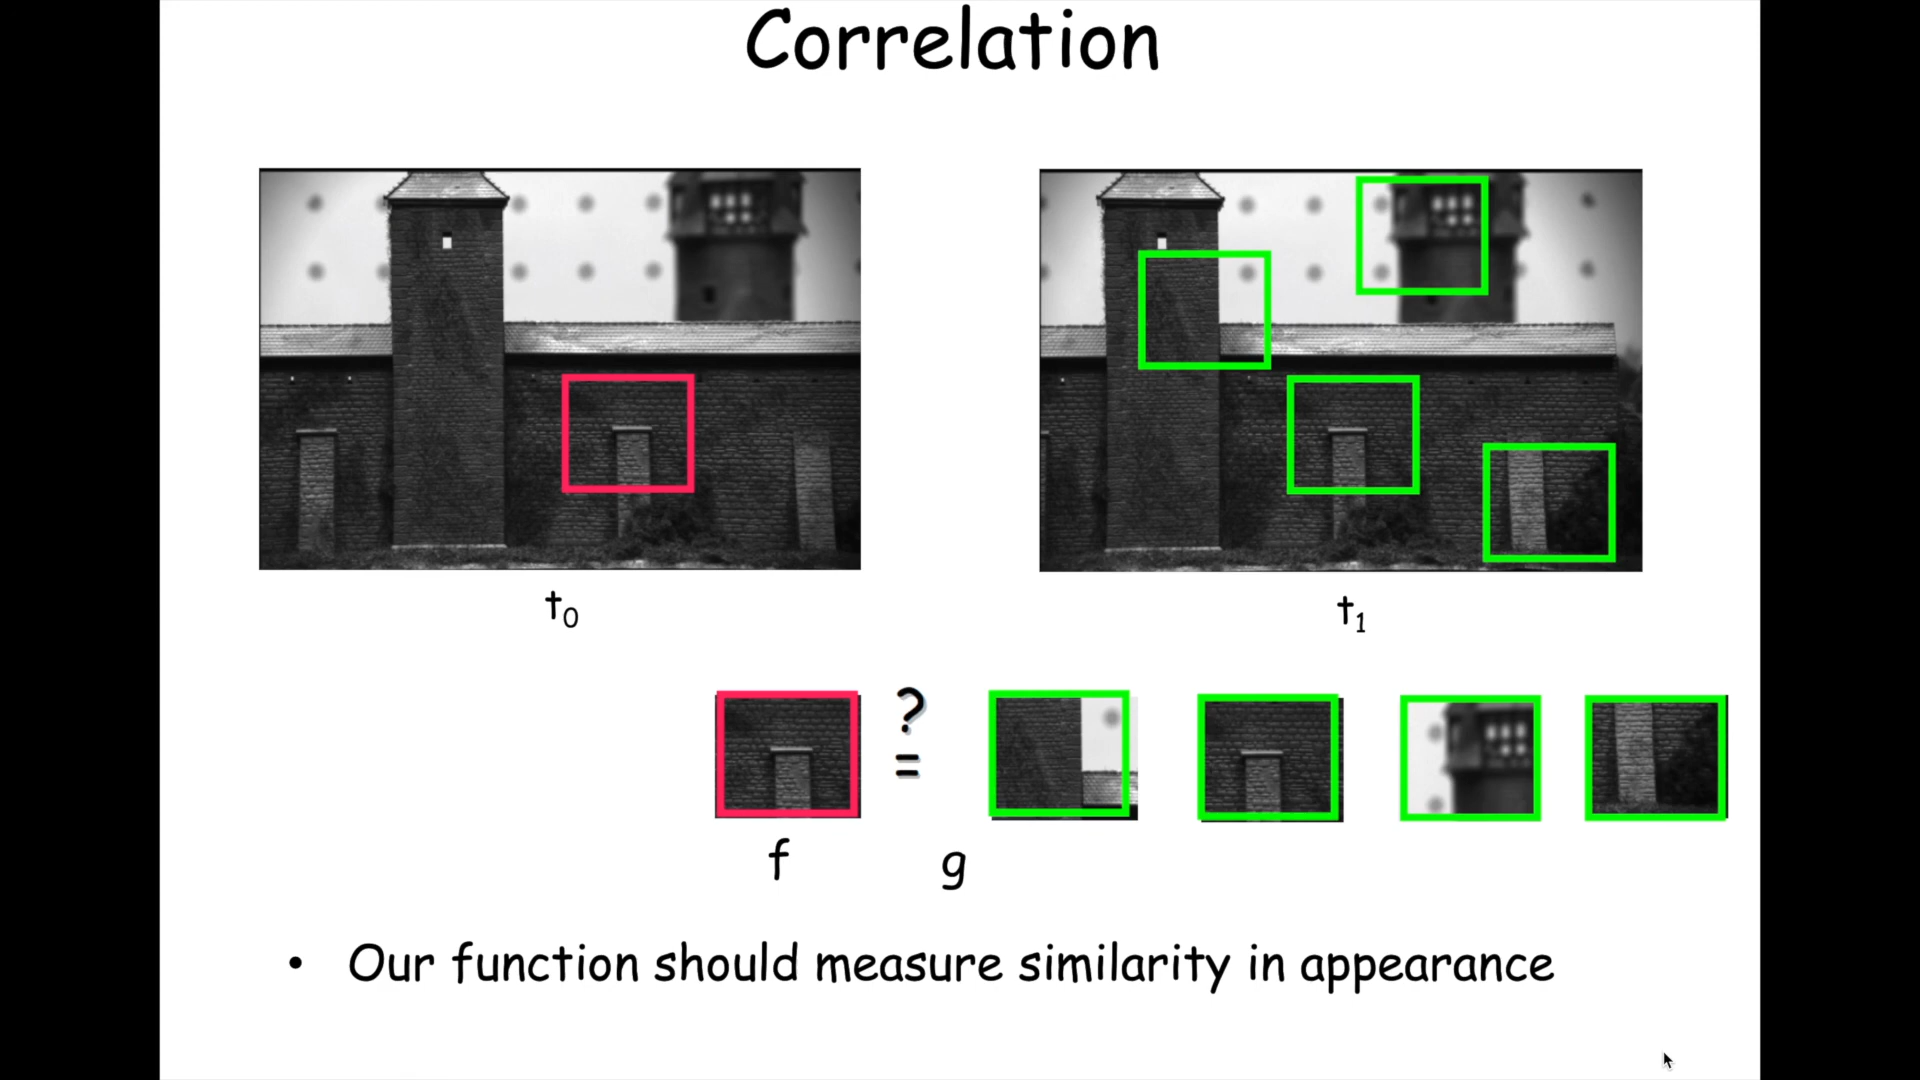 Correlation
t₀
t₁
?
=
f
g
• Our function should measure similarity in appearance